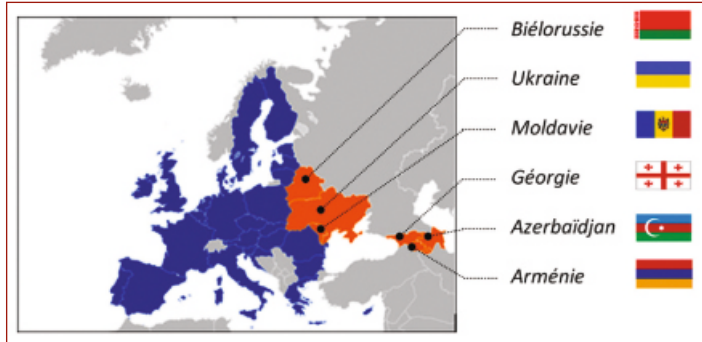 Biélorussie
Ukraine
Moldavie
Géorgie
Azerbaïdjan
Arménie